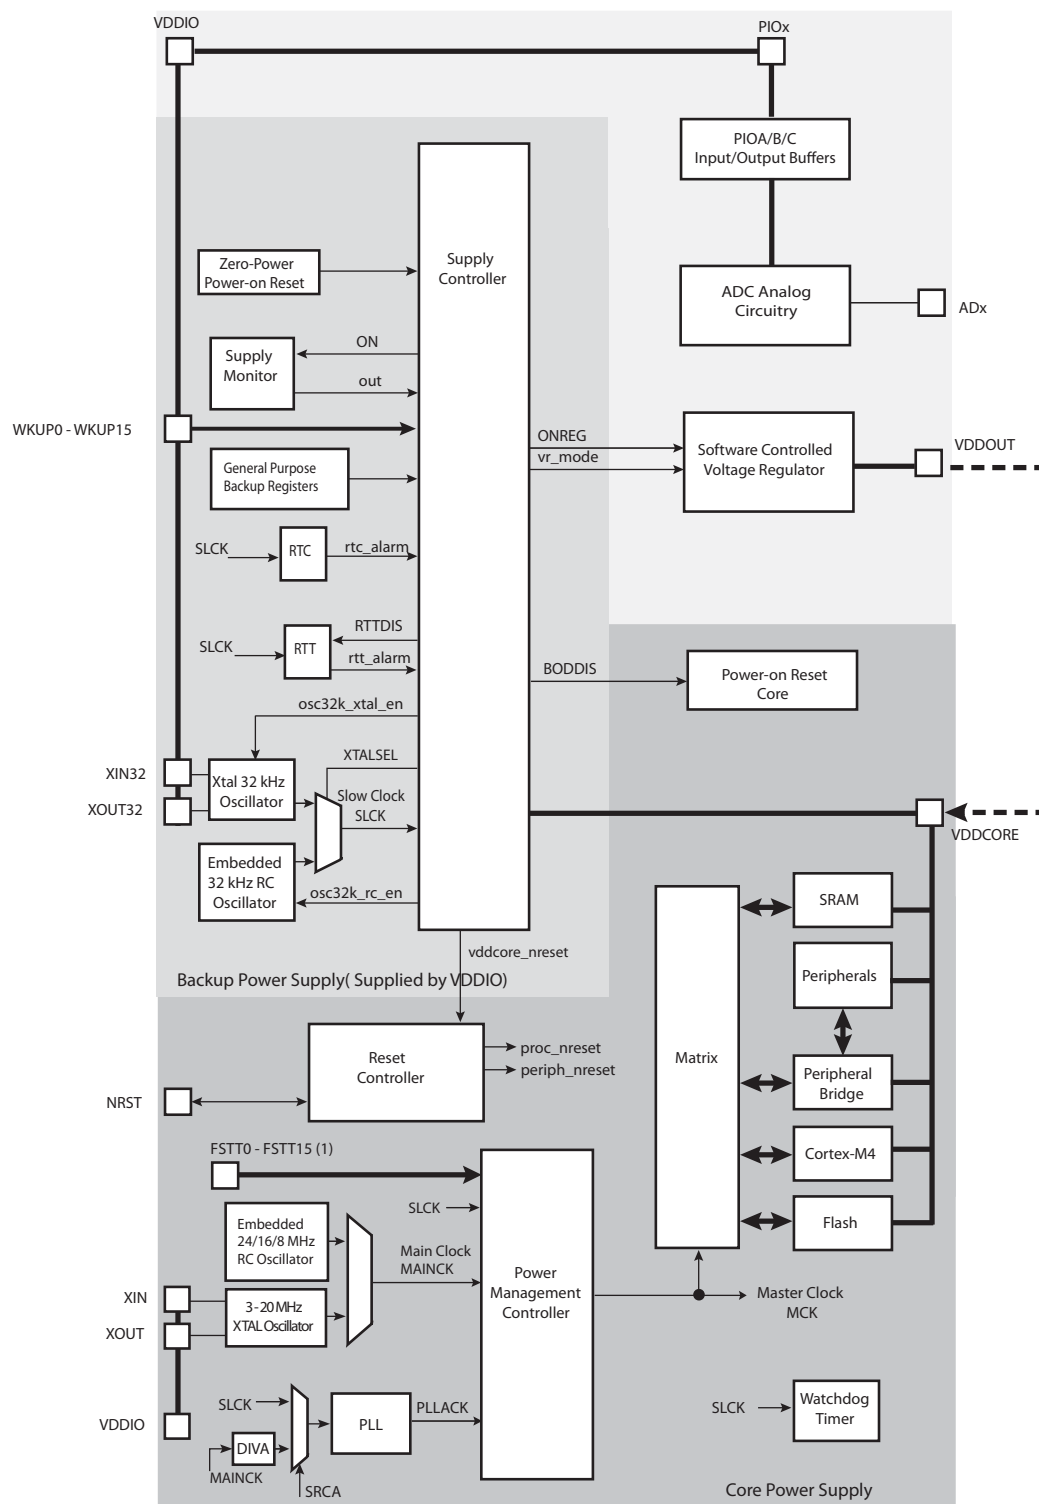 VDDIO
PIOx
PIOA/B/C
Input/Output Buffers
Supply
Controller
Zero-Power
Power-on Reset
ADC Analog
Circuitry
ADx
ON
Supply
Monitor
out
WKUP0 - WKUP15
ONREG
vr_mode
Software Controlled
Voltage Regulator
VDDOUT
General Purpose
Backup Registers
SLCK
RTC
rtc_alarm
RTTDIS
SLCK
RTT
rtt_alarm
BODDIS
Power-on Reset
Core
osc32k_xtal_en
XTALSEL
XIN32
Xtal 32 kHz
Oscillator
XOUT32
Slow Clock
SLCK
VDDCORE
Embedded
32 kHz RC
Oscillator
osc32k_rc_en
SRAM
vddcore_nreset
Backup Power Supply( Supplied by VDDIO)
Peripherals
Reset
Controller
proc_nreset
periph_nreset
Matrix
Peripheral
Bridge
NRST
FSTT0 - FSTT15 (1)
Cortex-M4
SLCK
Flash
Embedded
24/16/8 MHz
RC Oscillator
Main Clock
MAINCK
Power
Management
Controller
XIN
3-20 MHz
XTAL Oscillator
XOUT
Master Clock
MCK
SLCK
PLL
PLLACK
VDDIO
DIVA
MAINCK
SRCA
SLCK
Watchdog
Timer
Core Power Supply